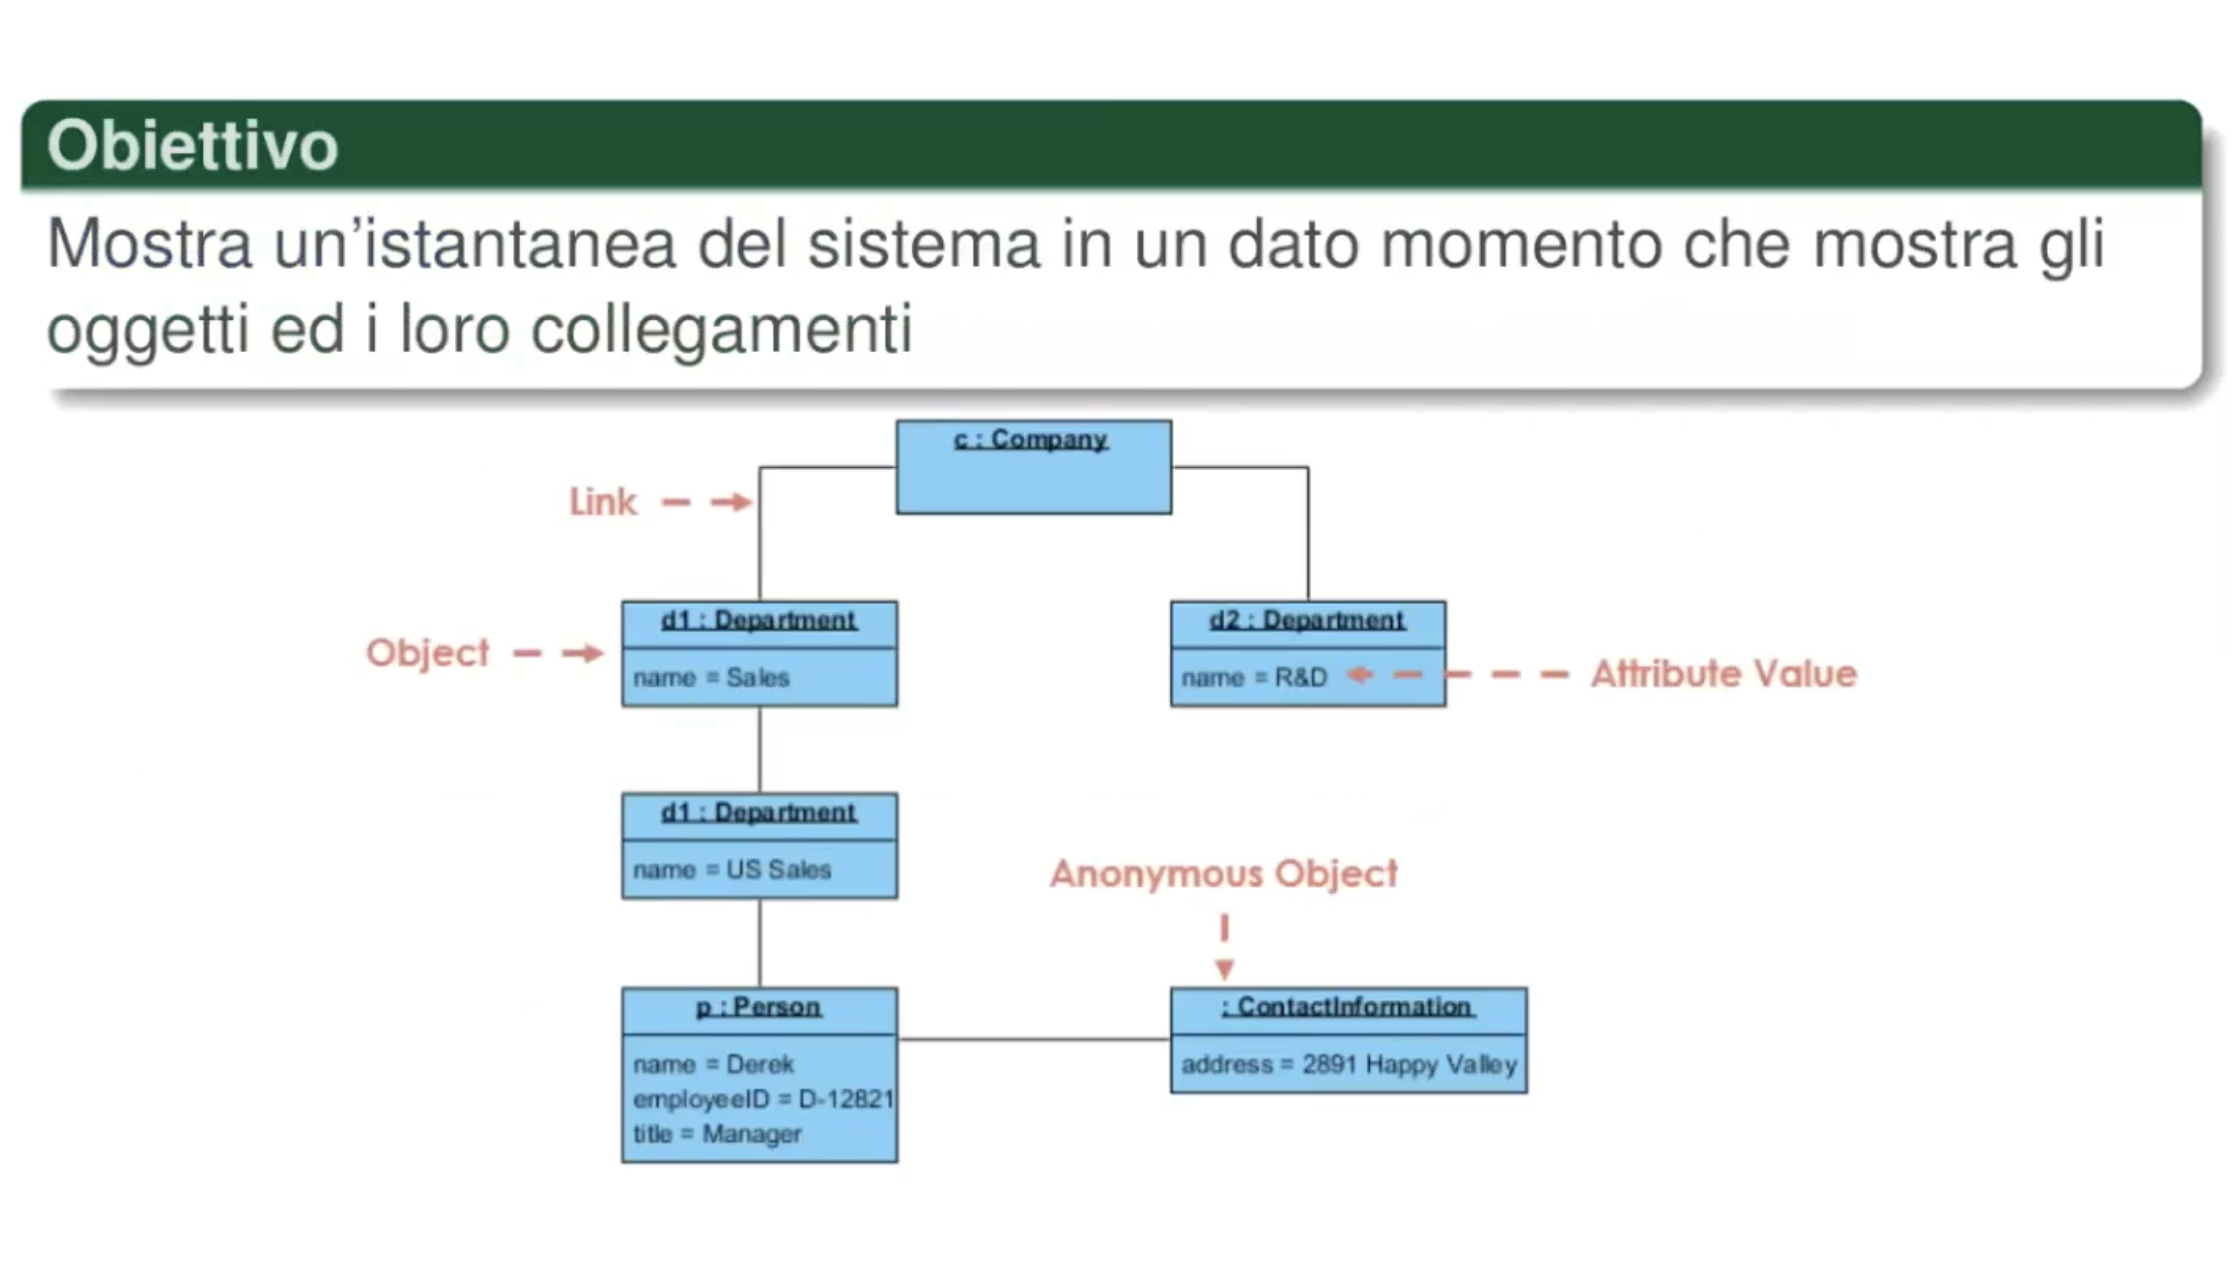 Obiettivo
Mostra un'istantanea del sistema in un dato momento che mostra gli
oggetti ed i loro collegamenti
c : Company
Link
d1 : Department
name = Sales
d2 : Department
name = R&D
Object
Attribute Value
d1 : Department
name = US Sales
Anonymous Object
p : Person
name = Derek
employeeID = D-12821
title = Manager
: ContactInformation
address = 2891 Happy Valley